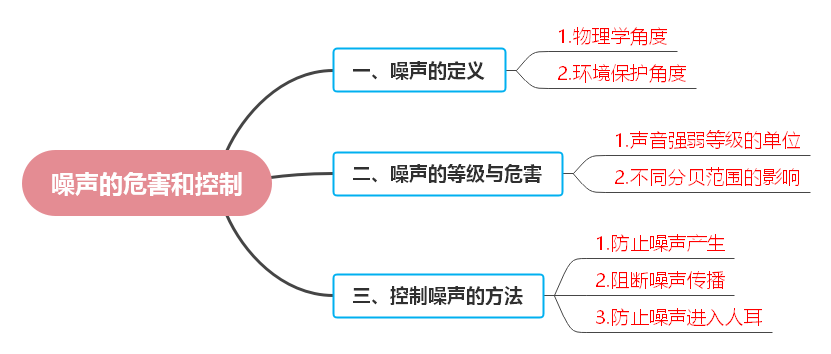 噪声的危害和控制
一、噪声的定义
1.物理学角度
2.环境保护角度
二、噪声的等级与危害
1.声音强弱等级的单位
2.不同分贝范围的影响
三、控制噪声的方法
1.防止噪声产生
2.阻断噪声传播
3.防止噪声进入人耳